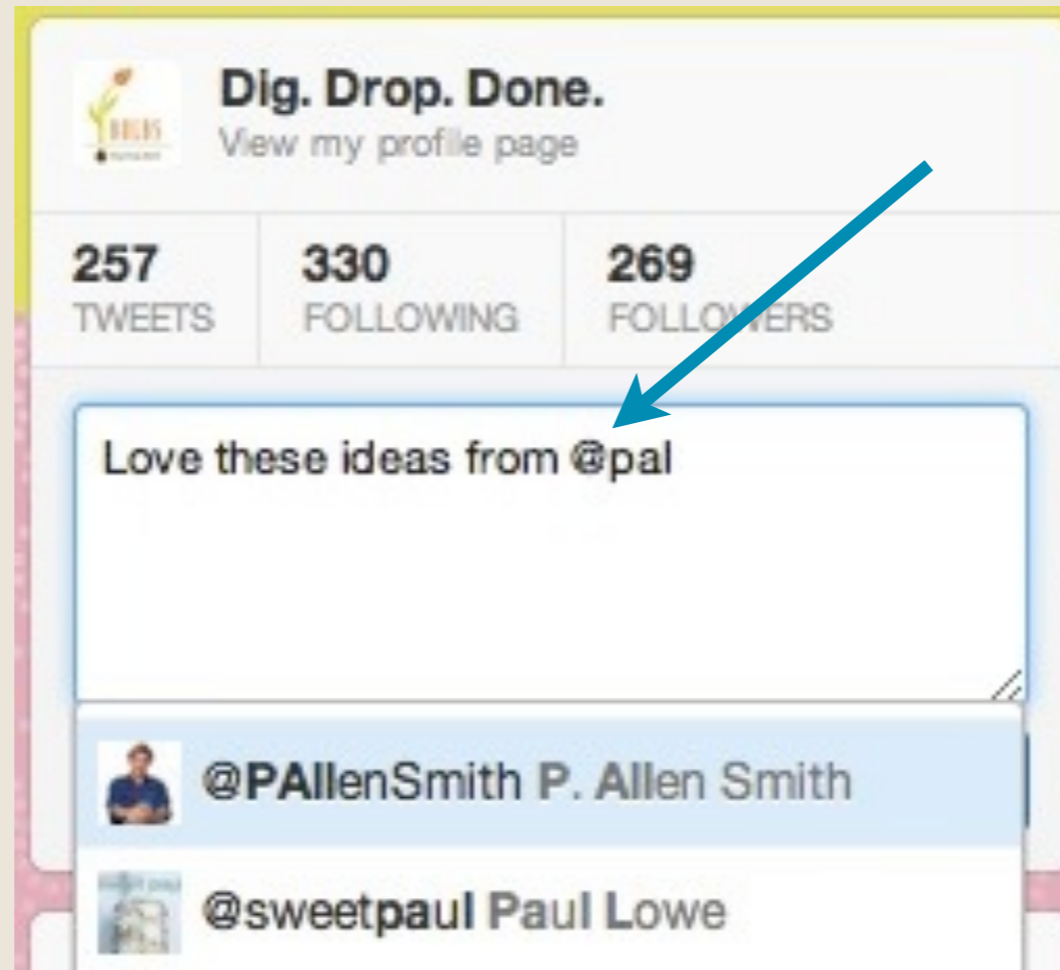 Dig. Drop. Done.
View my profile page
257 330 269
TWEETS FOLLOWING FOLLOWERS
Love these ideas from @pal
@PAllenSmith P. Allen Smith
@sweetpaul Paul Lowe